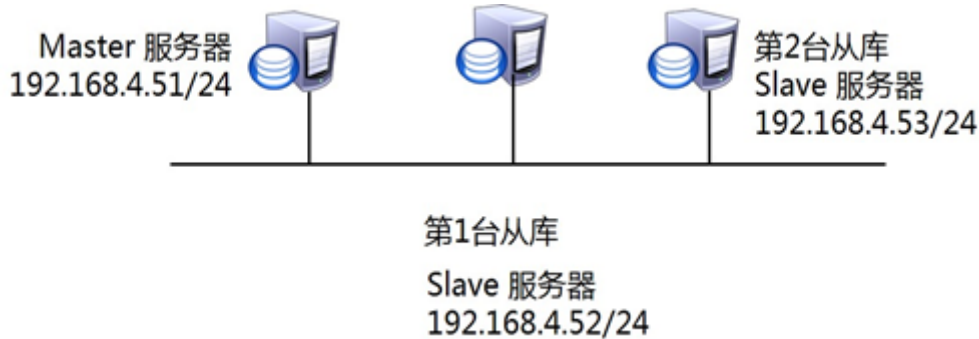 Master 服务器
192.168.4.51/24
第2台从库
Slave 服务器
192.168.4.53/24
第1台从库
Slave 服务器
192.168.4.52/24